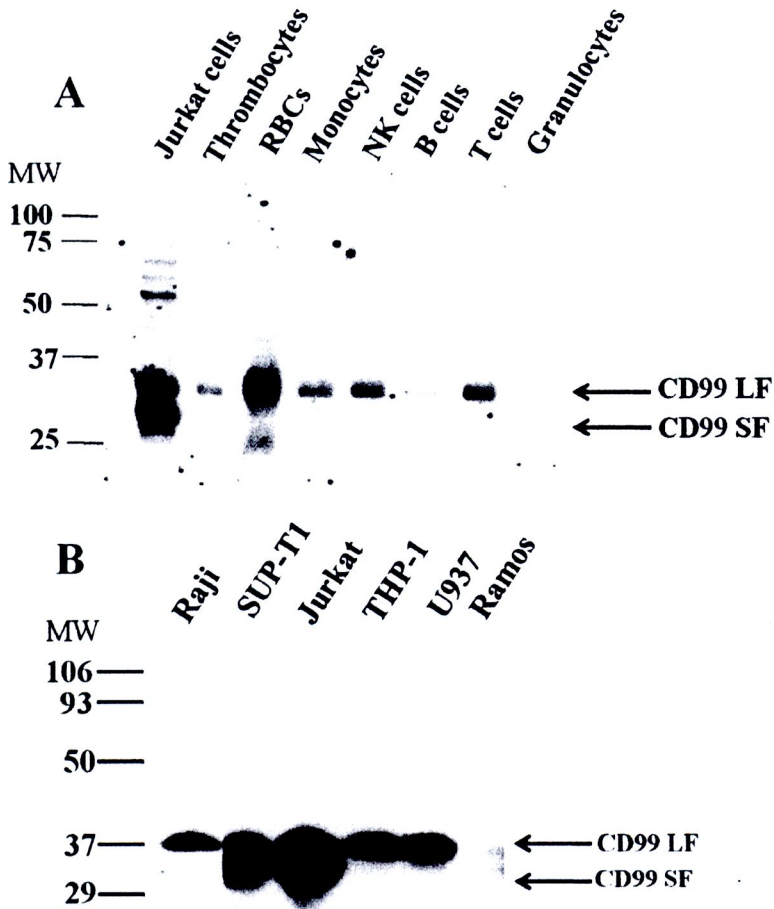 A
Jurkat cells
Thrombocytes
RBCs
Monocytes
NK cells
B cells
T cells
Granulocytes
MW
100
75
50
37
25
CD99 LF
CD99 SF
B
Raji
SUP-T1
Jurkat
THP-1
U937
Ramos
MW
106
93
50
37
29
CD99 LF
CD99 SF